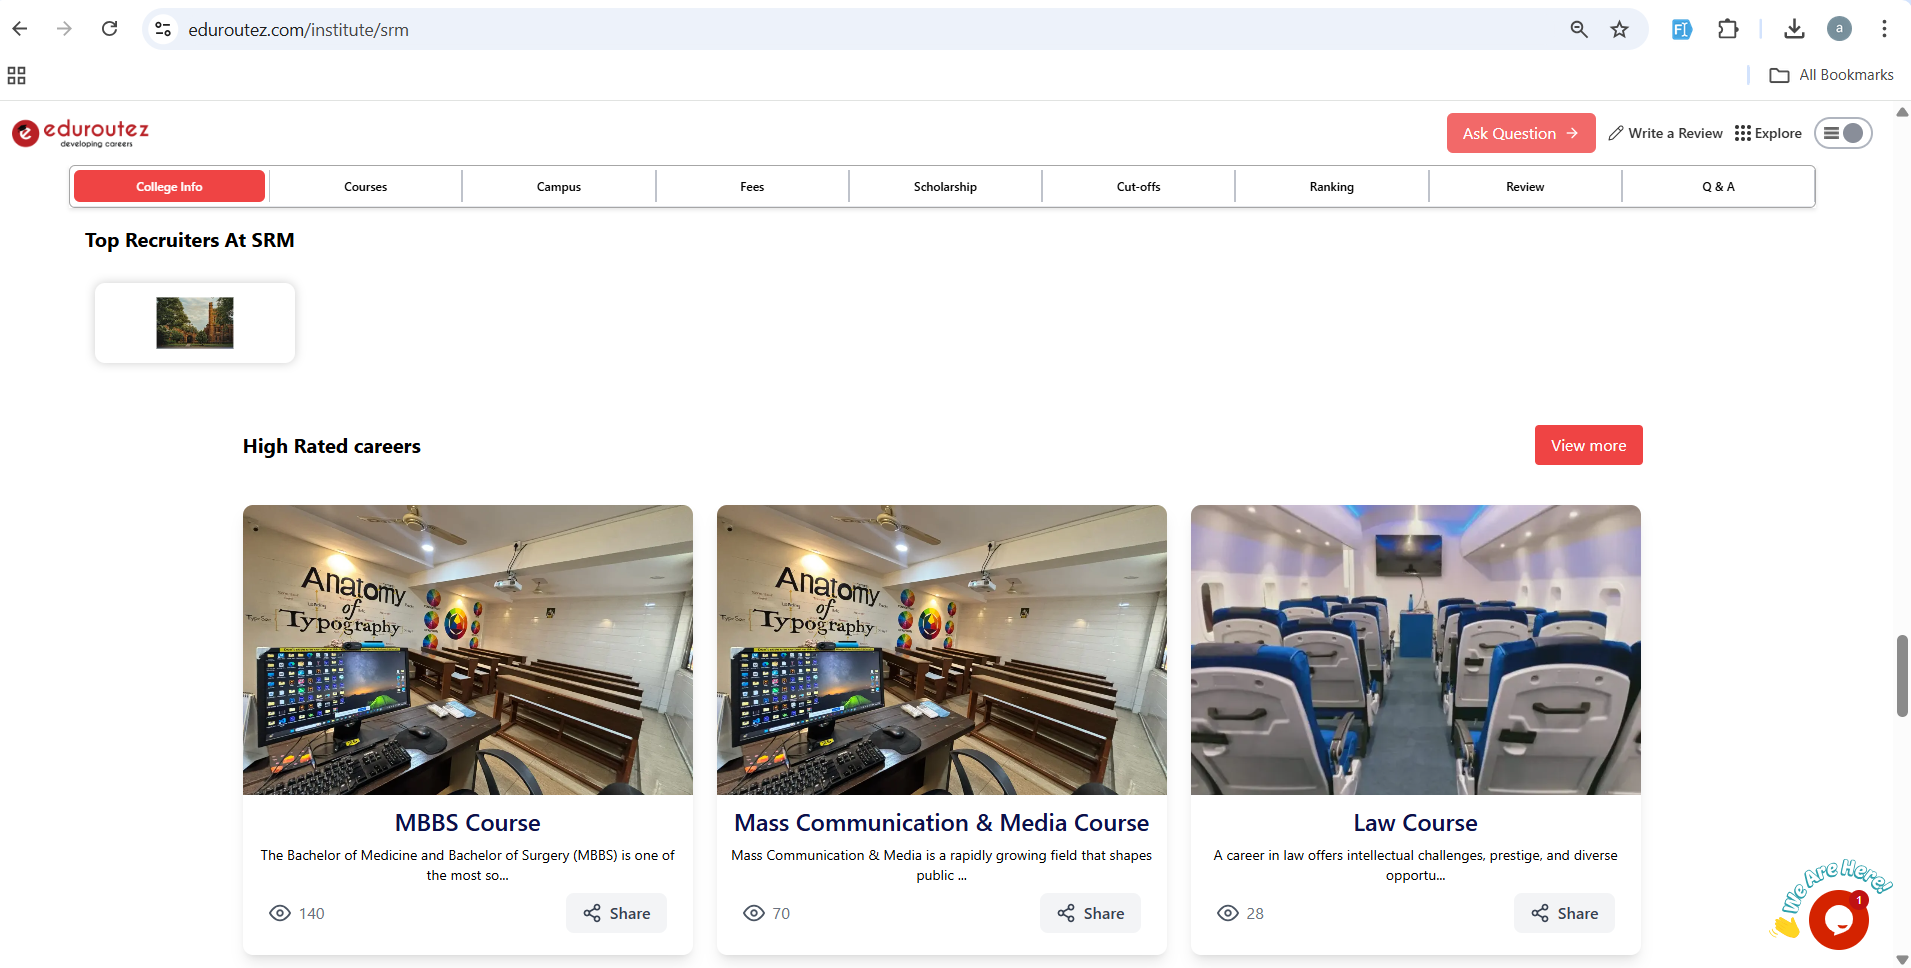 eduroutez.com/institute/srm
a
All Bookmarks
eduroutez
developing careers
Ask Question →
Write a Review
Explore
College Info
Courses
Campus
Fees
Scholarship
Cut-offs
Ranking
Review
Q & A
Top Recruiters At SRM
High Rated careers
View more
Anatomy
of
Typography
Anatomy
of
Typography
MBBS Course
The Bachelor of Medicine and Bachelor of Surgery (MBBS) is one of
the most so...
140
Share
Mass Communication & Media Course
Mass Communication & Media is a rapidly growing field that shapes
public ...
70
Share
Law Course
A career in law offers intellectual challenges, prestige, and diverse
opportu...
28
Share
We Are Here!
1